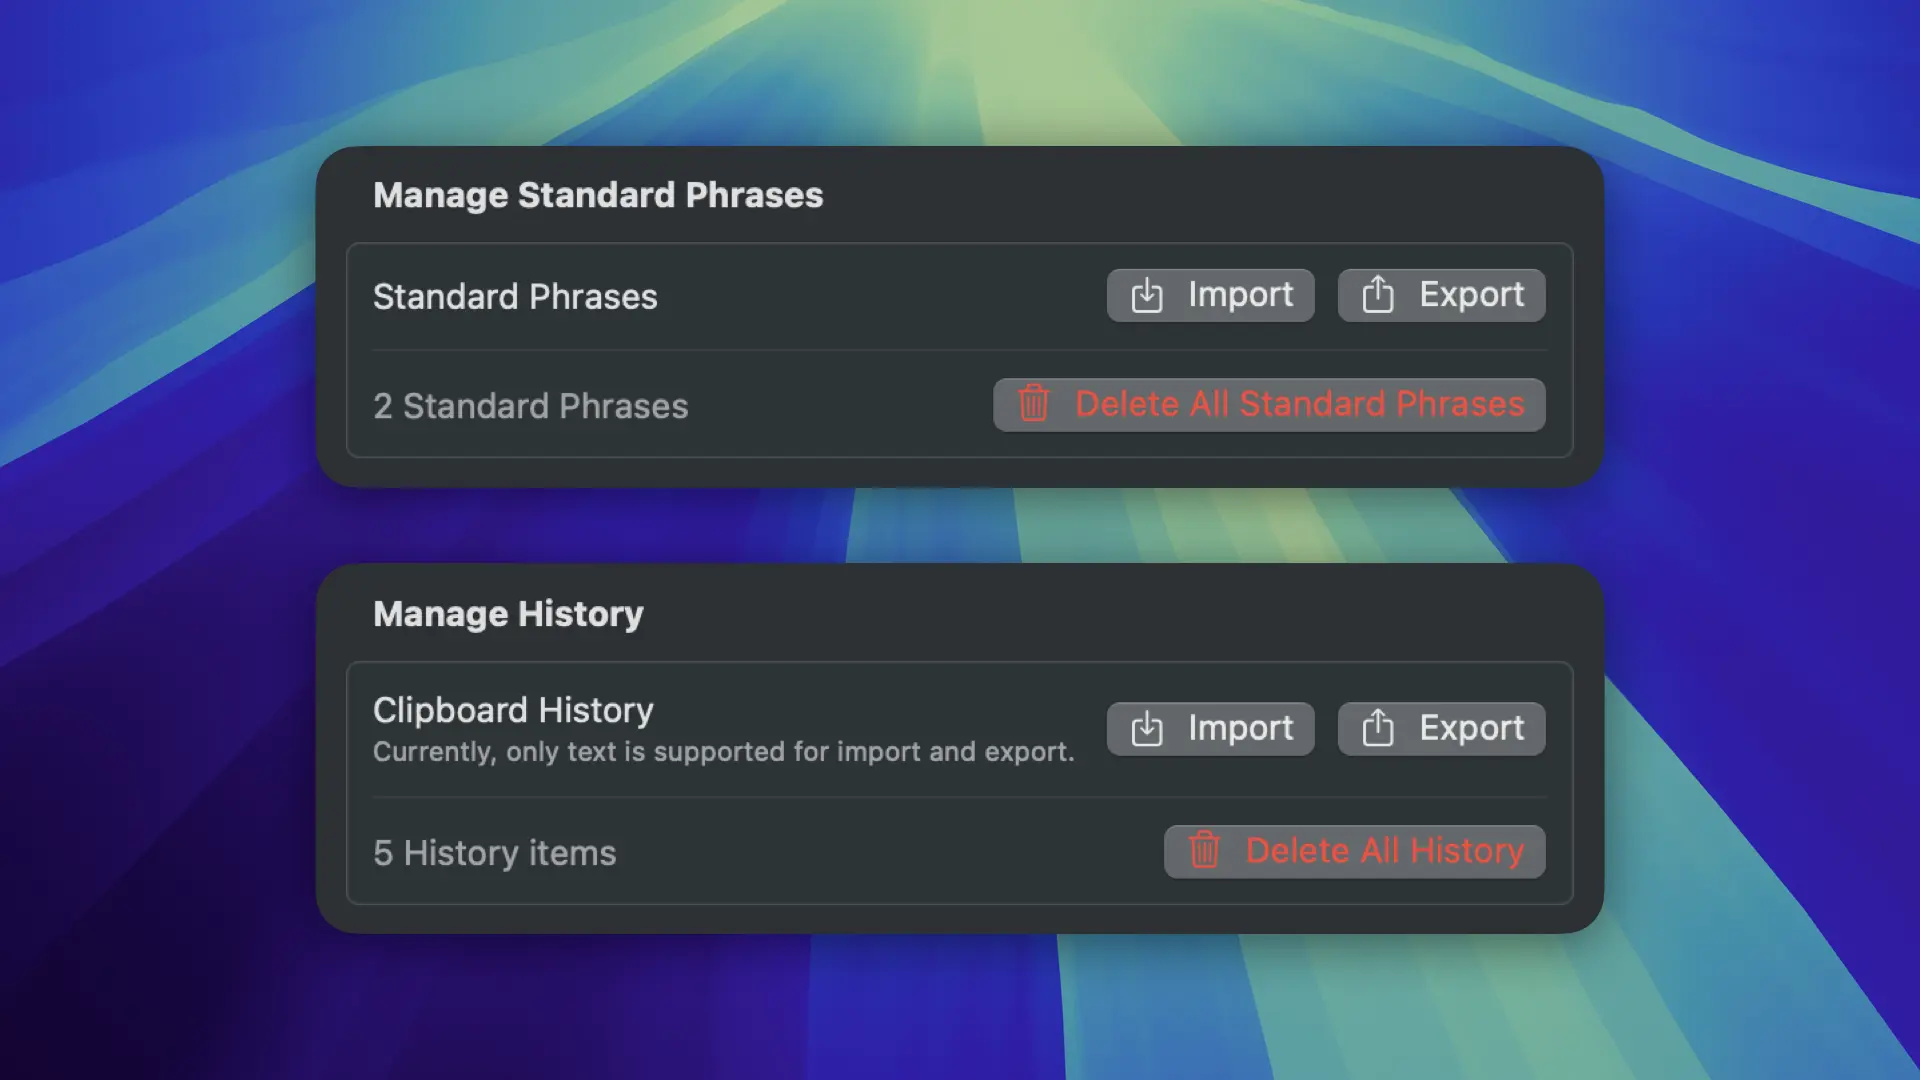 Manage Standard Phrases
Standard Phrases
Import
Export
2 Standard Phrases
Delete All Standard Phrases
Manage History
Clipboard History
Currently, only text is supported for import and export.
Import
Export
5 History items
Delete All History